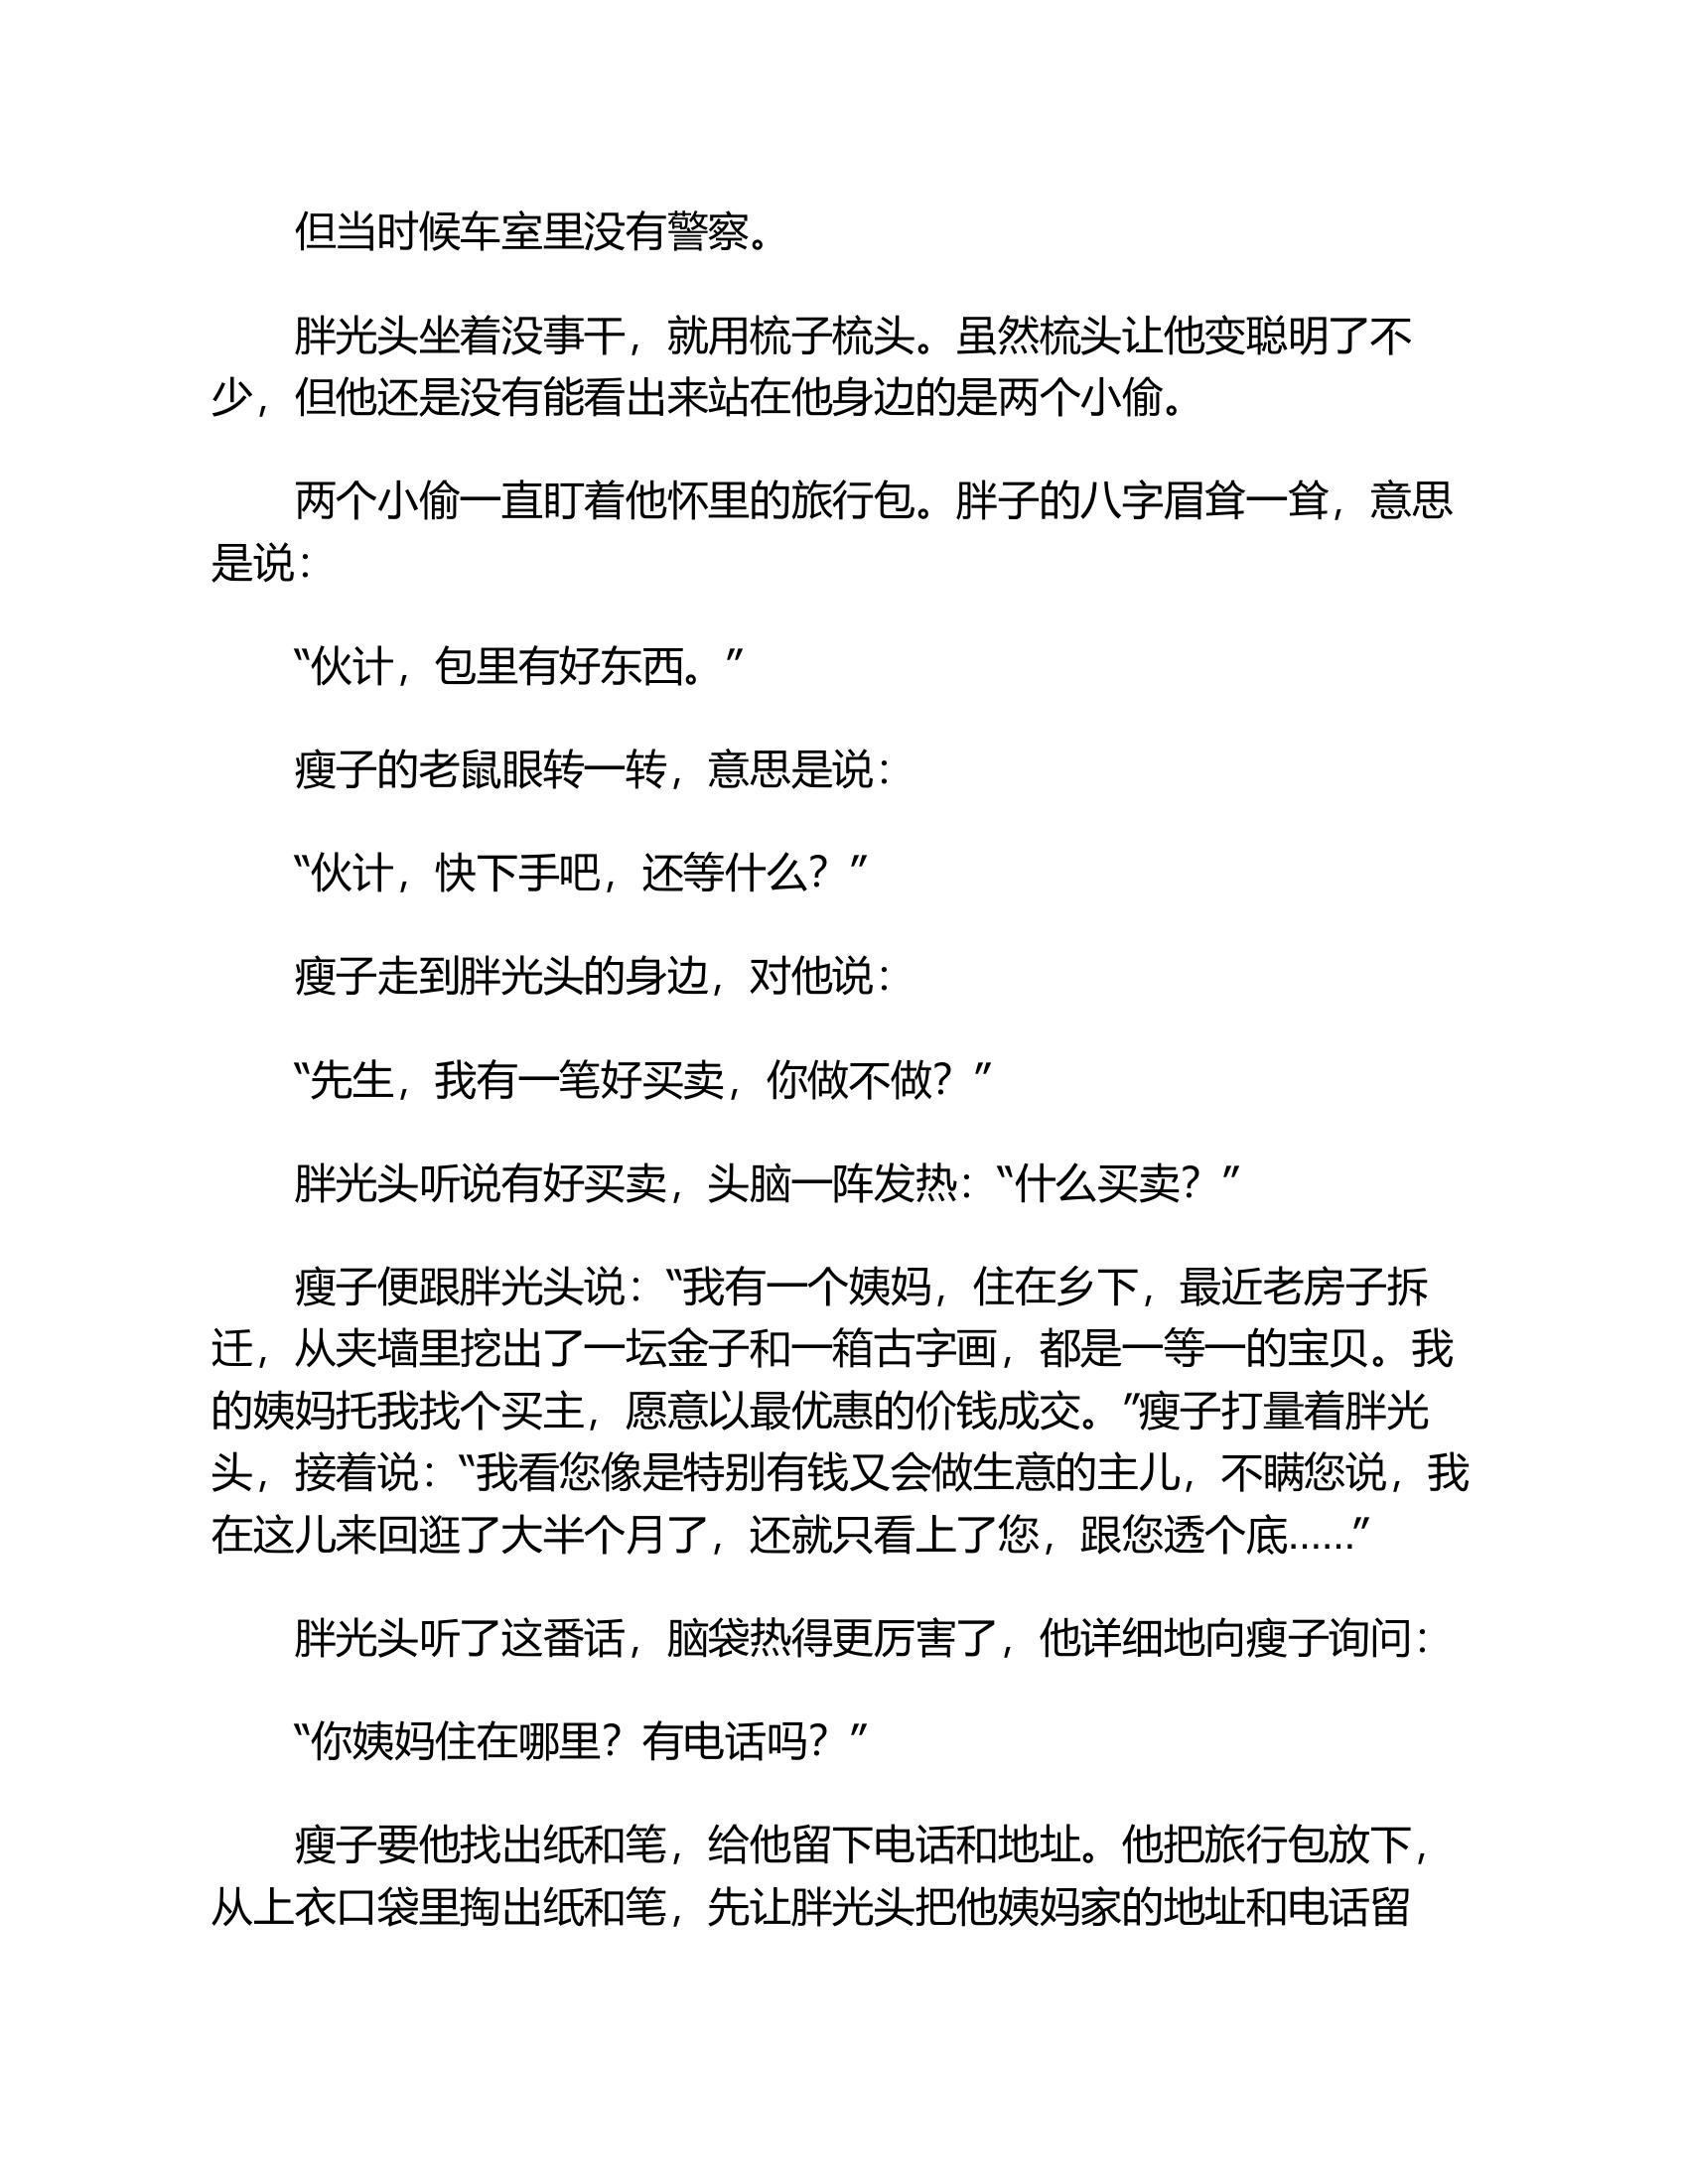 但当时候车室里没有警察。
胖光头坐着没事干，就用梳子梳头。虽然梳头让他变聪明了不
少，但他还是没有能看出来站在他身边的是两个小偷。
两个小偷一直盯着他怀里的旅行包。胖子的八字眉耸一耸，意思
是说：
“伙计，包里有好东西。”
瘦子的老鼠眼转一转，意思是说：
“伙计，快下手吧，还等什么？”
瘦子走到胖光头的身边，对他说：
“先生，我有一笔好买卖，你做不做？”
胖光头听说有好买卖，头脑一阵发热：“什么买卖？”
瘦子便跟胖光头说：“我有一个姨妈，住在乡下，最近老房子拆
迁，从夹墙里挖出了一坛金子和一箱古字画，都是一等一的宝贝。我
的姨妈托我找个买主，愿意以最优惠的价钱成交。”瘦子打量着胖光
头，接着说：“我看您像是特别有钱又会做生意的主儿，不瞒您说，我
在这儿来回逛了大半个月了，还就只看上了您，跟您透个底……”
胖光头听了这番话，脑袋热得更厉害了，他详细地向瘦子询问：
“你姨妈住在哪里？有电话吗？”
瘦子要他找出纸和笔，给他留下电话和地址。他把旅行包放下，
从上衣口袋里掏出纸和笔，先让胖光头把他姨妈家的地址和电话留